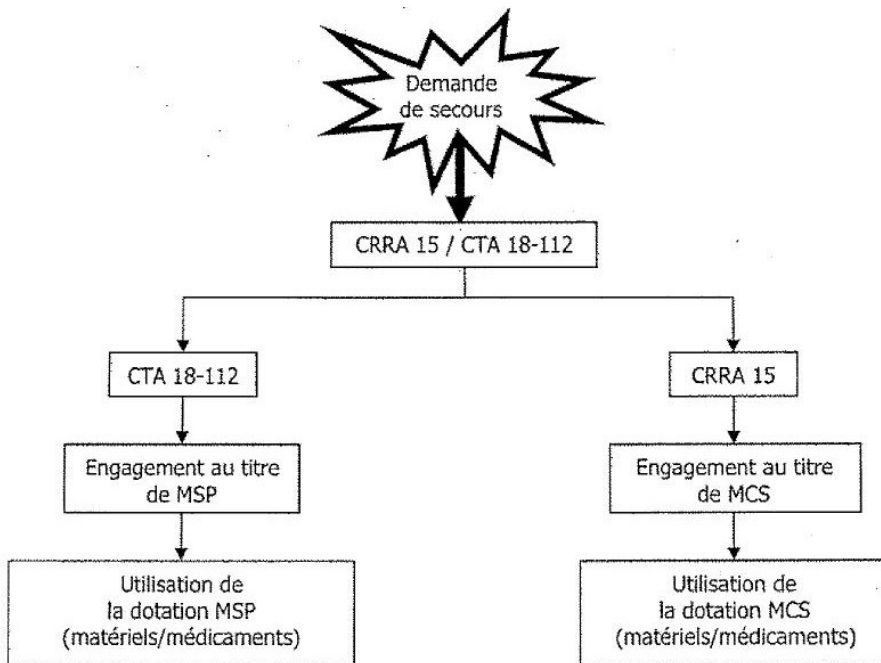 Demande
de secours
CRRA 15 / CTA 18-112
CTA 18-112
CRRA 15
Engagement au titre
de MSP
Engagement au titre
de MCS
Utilisation de
la dotation MSP
(matériels/médicaments)
Utilisation de
la dotation MCS
(matériels/médicaments)